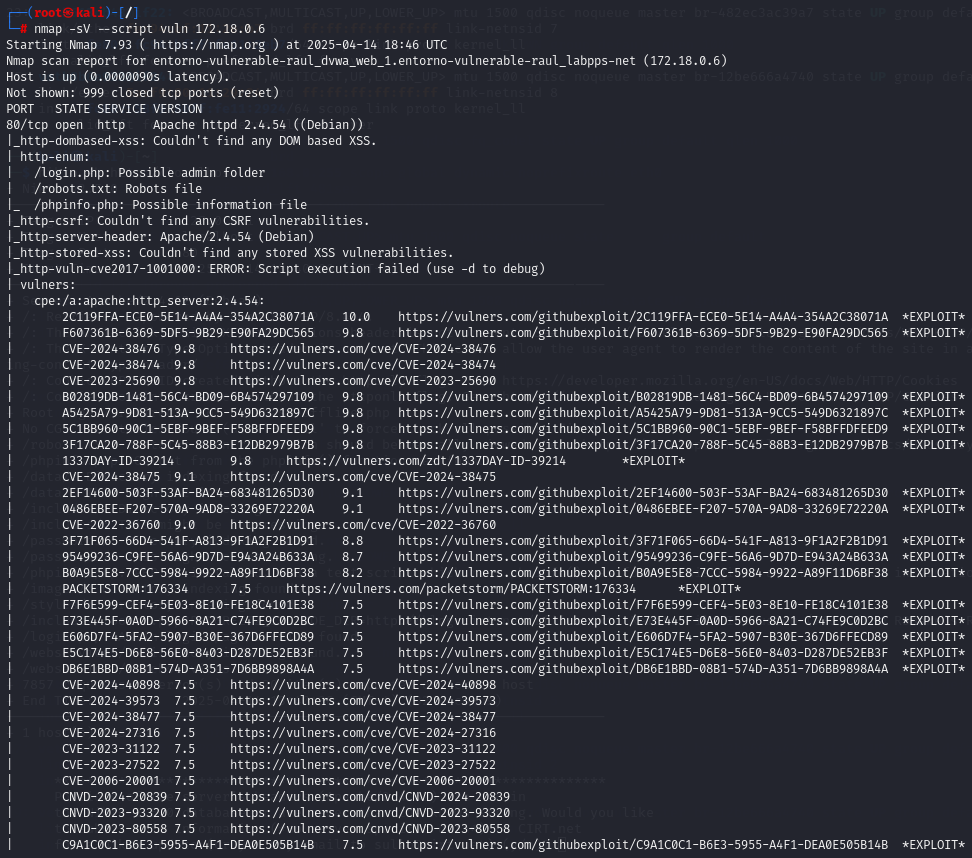 ┌──(root㉿kali)-[/]
└─# nmap -sV --script vuln 172.18.0.6
Starting Nmap 7.93 ( https://nmap.org ) at 2025-04-14 18:46 UTC
Nmap scan report for entorno-vulnerable-raul_dvwa_web_1.entorno-vulnerable-raul_labpps-net (172.18.0.6)
Host is up (0.0000090s latency).
Not shown: 999 closed tcp ports (reset)
PORT   STATE SERVICE VERSION
80/tcp open  http    Apache httpd 2.4.54 ((Debian))
|_http-dombased-xss: Couldn't find any DOM based XSS.
| http-enum:
|   /login.php: Possible admin folder
|   /robots.txt: Robots file
|_  /phpinfo.php: Possible information file
|_http-csrf: Couldn't find any CSRF vulnerabilities.
|_http-server-header: Apache/2.4.54 (Debian)
|_http-stored-xss: Couldn't find any stored XSS vulnerabilities.
|_http-vuln-cve2017-1001000: ERROR: Script execution failed (use -d to debug)
| vulners:
|   cpe:/a:apache:http_server:2.4.54:
|       2C119FFA-ECE0-5E14-A4A4-354A2C38071A    10.0    https://vulners.com/githubexploit/2C119FFA-ECE0-5E14-A4A4-354A2C38071A  *EXPLOIT*
|       F607361B-6369-5DF5-9B29-E90FA29DC565    9.8     https://vulners.com/githubexploit/F607361B-6369-5DF5-9B29-E90FA29DC565  *EXPLOIT*
|       CVE-2024-38476  9.8     https://vulners.com/cve/CVE-2024-38476
|       CVE-2024-38474  9.8     https://vulners.com/cve/CVE-2024-38474
|       CVE-2023-25690  9.8     https://vulners.com/cve/CVE-2023-25690
|       B02819DB-1481-56C4-BD09-6B4574297109    9.8     https://vulners.com/githubexploit/B02819DB-1481-56C4-BD09-6B4574297109  *EXPLOIT*
|       A5425A79-9D81-513A-9CC5-549D6321897C    9.8     https://vulners.com/githubexploit/A5425A79-9D81-513A-9CC5-549D6321897C  *EXPLOIT*
|       5C1BB960-90C1-5EBF-9BEF-F58BFFDFEED9    9.8     https://vulners.com/githubexploit/5C1BB960-90C1-5EBF-9BEF-F58BFFDFEED9  *EXPLOIT*
|       3F17CA20-788F-5C45-88B3-E12DB2979B7B    9.8     https://vulners.com/githubexploit/3F17CA20-788F-5C45-88B3-E12DB2979B7B  *EXPLOIT*
|       1337DAY-ID-39214        9.8     https://vulners.com/zdt/1337DAY-ID-39214        *EXPLOIT*
|       CVE-2024-38475  9.1     https://vulners.com/cve/CVE-2024-38475
|       2EF14600-503F-53AF-BA24-683481265D30    9.1     https://vulners.com/githubexploit/2EF14600-503F-53AF-BA24-683481265D30  *EXPLOIT*
|       0486EBEE-F207-570A-9AD8-33269E72220A    9.1     https://vulners.com/githubexploit/0486EBEE-F207-570A-9AD8-33269E72220A  *EXPLOIT*
|       CVE-2022-36760  9.0     https://vulners.com/cve/CVE-2022-36760
|       3F71F065-66D4-541F-A813-9F1A2F2B1D91    8.8     https://vulners.com/githubexploit/3F71F065-66D4-541F-A813-9F1A2F2B1D91  *EXPLOIT*
|       95499236-C9FE-56A6-9D7D-E943A24B633A    8.7     https://vulners.com/githubexploit/95499236-C9FE-56A6-9D7D-E943A24B633A  *EXPLOIT*
|       B0A9E5E8-7CCC-5984-9922-A89F11D6BF38    8.2     https://vulners.com/githubexploit/B0A9E5E8-7CCC-5984-9922-A89F11D6BF38  *EXPLOIT*
|       PACKETSTORM:176334      7.5     https://vulners.com/packetstorm/PACKETSTORM:176334      *EXPLOIT*
|       F7F6E599-CEF4-5E03-8E10-FE18C4101E38    7.5     https://vulners.com/githubexploit/F7F6E599-CEF4-5E03-8E10-FE18C4101E38  *EXPLOIT*
|       E73E445F-0A0D-5966-8A21-C74FE9C0D2BC    7.5     https://vulners.com/githubexploit/E73E445F-0A0D-5966-8A21-C74FE9C0D2BC  *EXPLOIT*
|       E606D7F4-5FA2-5907-B30E-367D6FFECD89    7.5     https://vulners.com/githubexploit/E606D7F4-5FA2-5907-B30E-367D6FFECD89  *EXPLOIT*
|       E5C174E5-D6E8-56E0-8403-D287DE52EB3F    7.5     https://vulners.com/githubexploit/E5C174E5-D6E8-56E0-8403-D287DE52EB3F  *EXPLOIT*
|       DB6E1BBD-08B1-574D-A351-7D6BB9898A4A    7.5     https://vulners.com/githubexploit/DB6E1BBD-08B1-574D-A351-7D6BB9898A4A  *EXPLOIT*
|       CVE-2024-40898  7.5     https://vulners.com/cve/CVE-2024-40898
|       CVE-2024-39573  7.5     https://vulners.com/cve/CVE-2024-39573
|       CVE-2024-38477  7.5     https://vulners.com/cve/CVE-2024-38477
|       CVE-2024-27316  7.5     https://vulners.com/cve/CVE-2024-27316
|       CVE-2023-31122  7.5     https://vulners.com/cve/CVE-2023-31122
|       CVE-2023-27522  7.5     https://vulners.com/cve/CVE-2023-27522
|       CVE-2006-20001  7.5     https://vulners.com/cve/CVE-2006-20001
|       CNVD-2024-20839 7.5     https://vulners.com/cnvd/CNVD-2024-20839
|       CNVD-2023-93320 7.5     https://vulners.com/cnvd/CNVD-2023-93320
|       CNVD-2023-80558 7.5     https://vulners.com/cnvd/CNVD-2023-80558
|       C9A1C0C1-B6E3-5955-A4F1-DEA0E505B14B    7.5     https://vulners.com/githubexploit/C9A1C0C1-B6E3-5955-A4F1-DEA0E505B14B  *EXPLOIT*